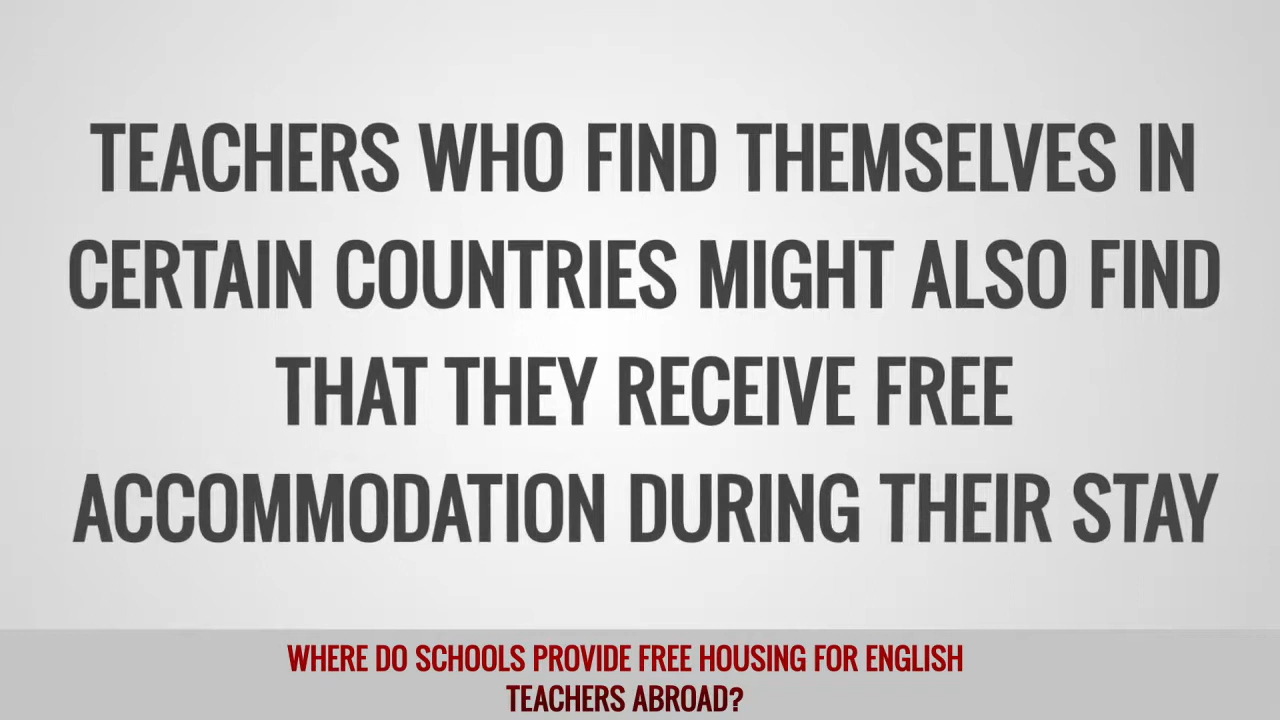 TEACHERS WHO FIND THEMSELVES IN
CERTAIN COUNTRIES MIGHT ALSO FIND
THAT THEY RECEIVE FREE
ACCOMMODATION DURING THEIR STAY
WHERE DO SCHOOLS PROVIDE FREE HOUSING FOR ENGLISH
TEACHERS ABROAD?